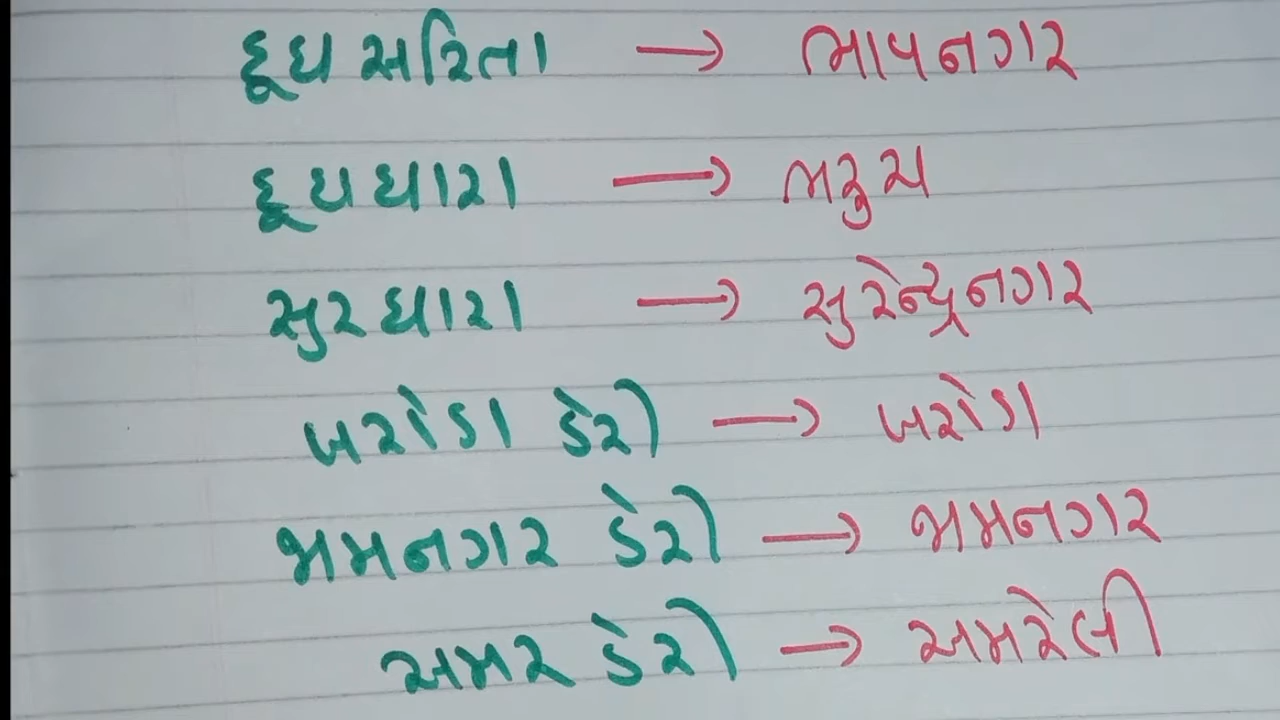 દૂધ સરિતા → ભાવનગર
દૂધધારા → ભરુચ
સુરધારા → સુરેન્દ્રનગર
બરોડા ડેરી → બરોડા
જામનગર ડેરી → જામનગર
અમર ડેરી → અમરેલી